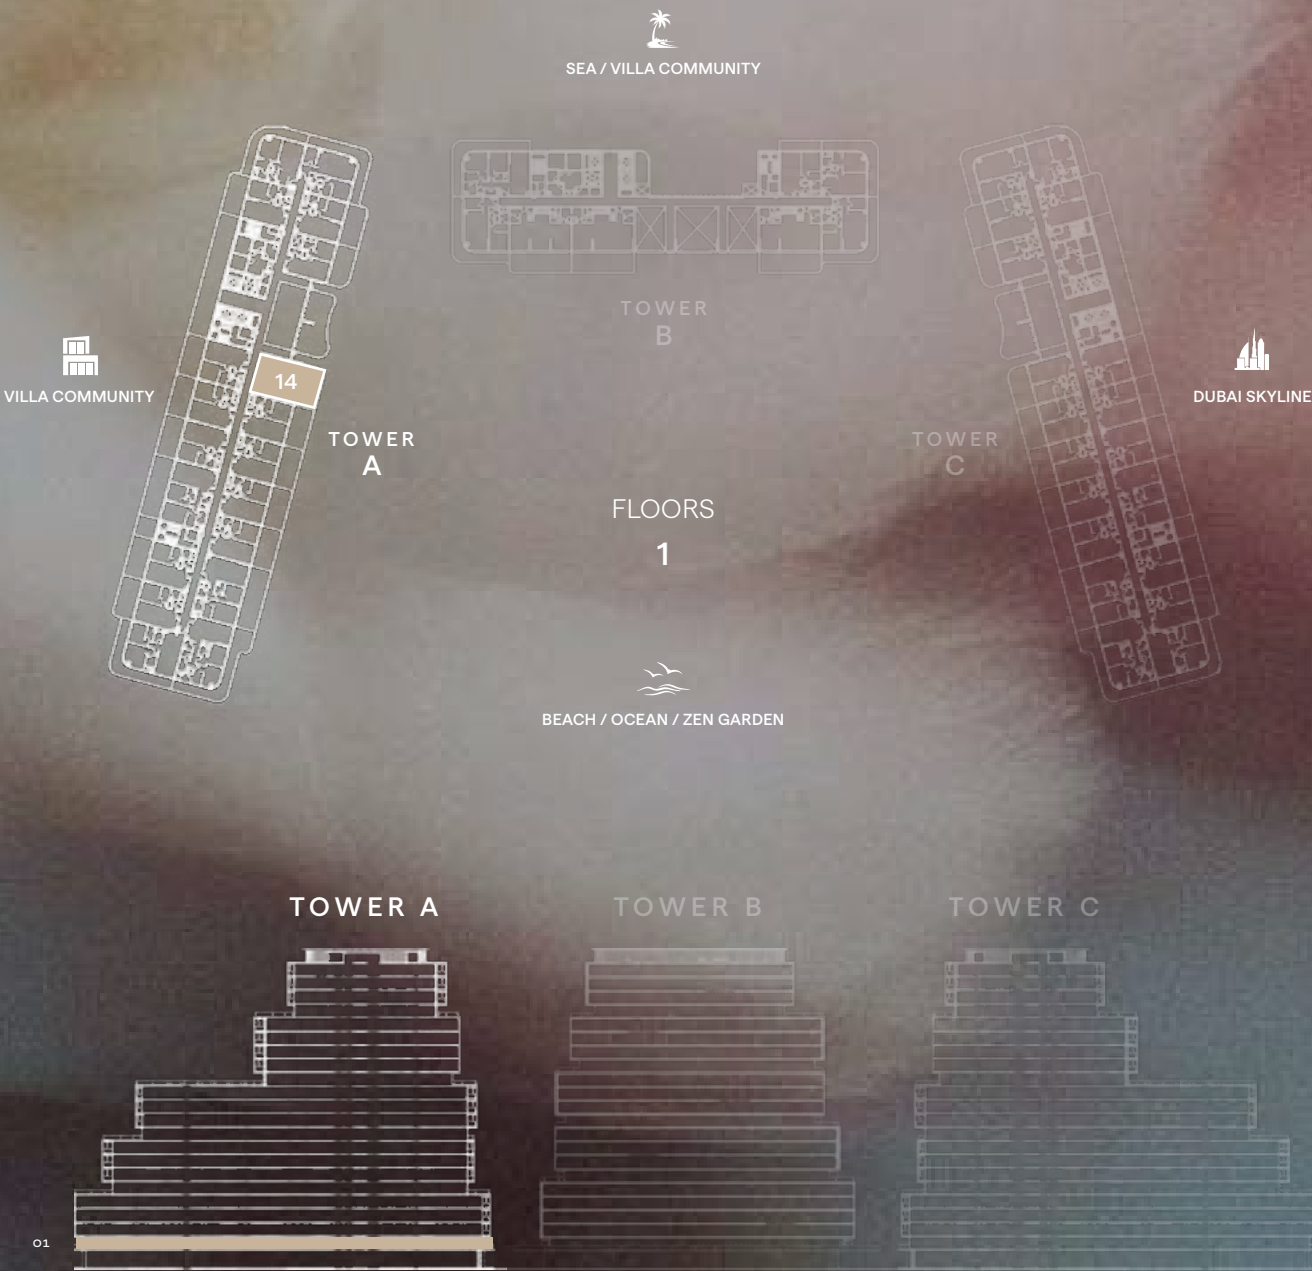 SEA / VILLA COMMUNITY
TOWER
B
14
VILLA COMMUNITY
DUBAI SKYLINE
TOWER
A
TOWER
C
FLOORS
1
BEACH / OCEAN / ZEN GARDEN
TOWER A
TOWER B
TOWER C
01